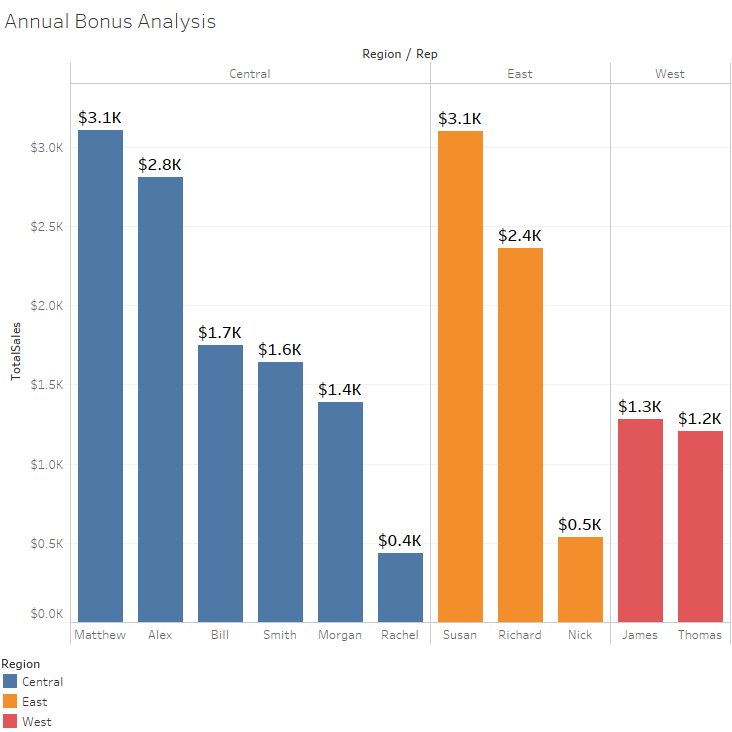 Annual Bonus Analysis
Region / Rep
Central East West
$3.1K $3.1K
$2.8K
$2.4K
$1.7K
$1.6K
$1.4K
$1.3K
$1.2K
$0.5K
$0.4K
$3.0K
$2.5K
$2.0K
$1.5K
$1.0K
$0.5K
$0.0K
TotalSales
Matthew Alex Bill Smith Morgan Rachel Susan Richard Nick James Thomas
Region
Central
East
West